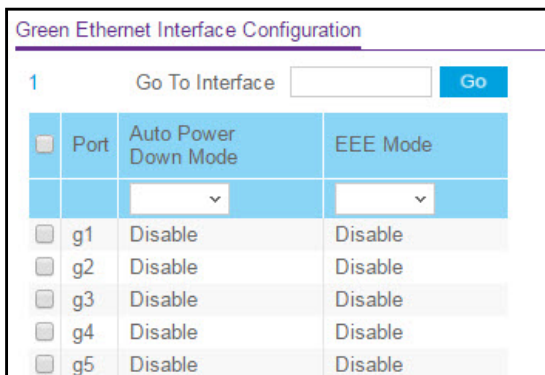 Green Ethernet Interface Configuration
1 Go To Interface Go
Port Auto Power Down Mode EEE Mode
g1 Disable Disable
g2 Disable Disable
g3 Disable Disable
g4 Disable Disable
g5 Disable Disable